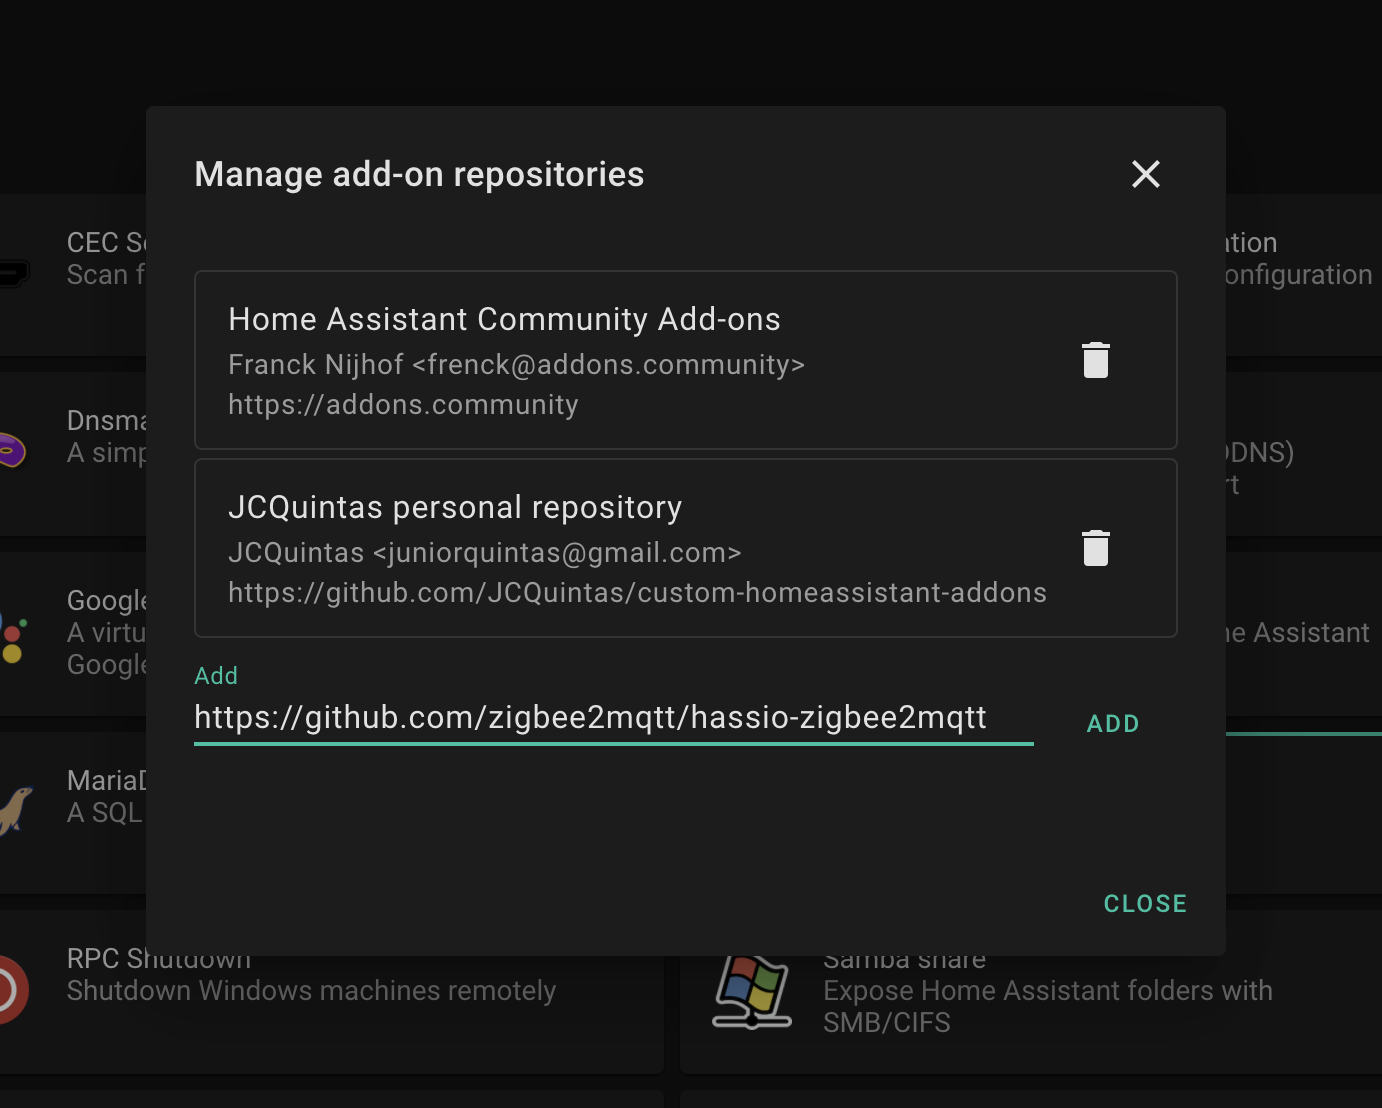 Manage add-on repositories
Home Assistant Community Add-ons
Franck Nijhof <frenck@addons.community>
https://addons.community
JCQuintas personal repository
JCQuintas <juniorquintas@gmail.com>
https://github.com/JCQuintas/custom-homeassistant-addons
Add
https://github.com/zigbee2mqtt/hassio-zigbee2mqtt
ADD
CLOSE
CEC S
Scan f
Dnsma
A simp
Google
A virtu
Google
MariaD
A SQL
RPC Shutdown
Shutdown Windows machines remotely
ation
onfiguration
DDNS)
rt
e Assistant
Samba share
Expose Home Assistant folders with
SMB/CIFS